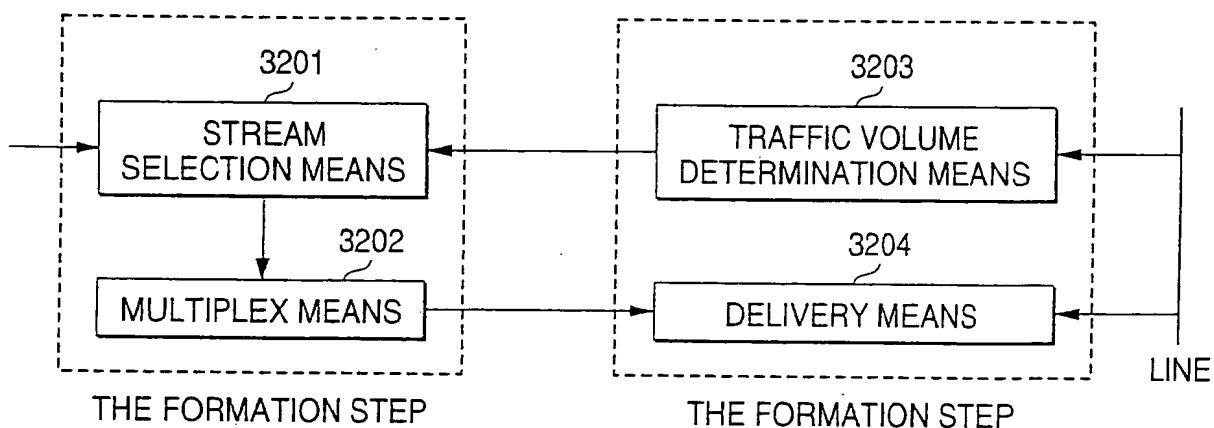 3201
STREAM
SELECTION MEANS
3202
MULTIPLEX MEANS
THE FORMATION STEP
3203
TRAFFIC VOLUME
DETERMINATION MEANS
3204
DELIVERY MEANS
THE FORMATION STEP
LINE